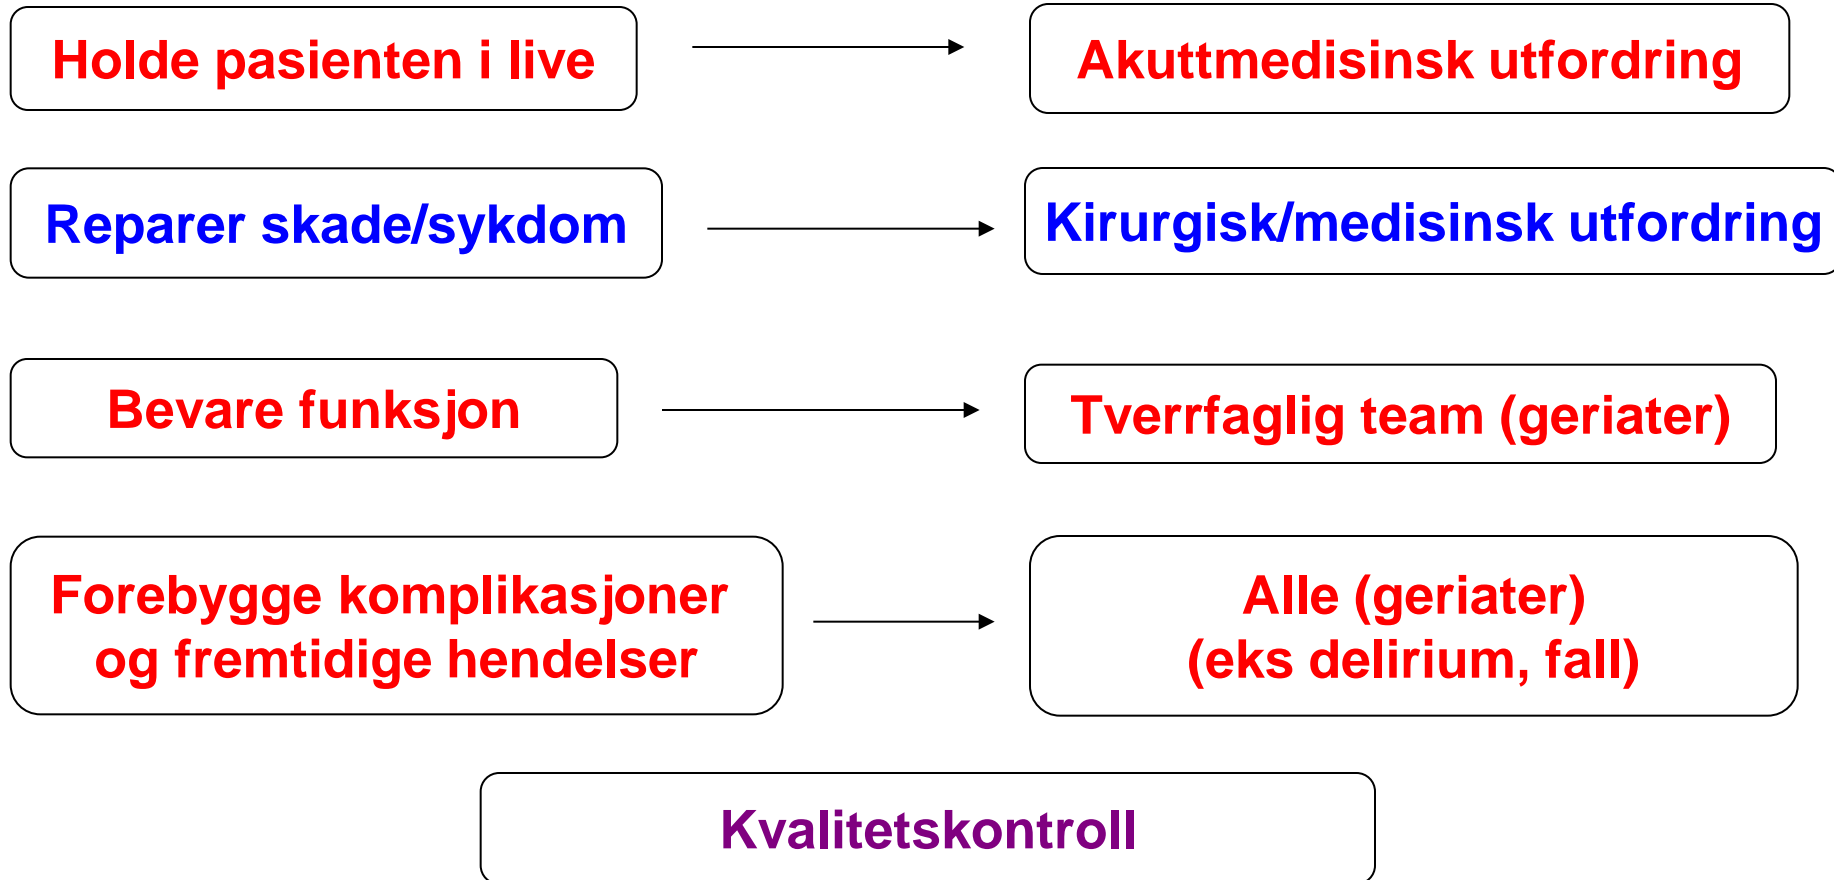 Holde pasienten i live
Akuttmedisinsk utfordring
Reparer skade/sykdom
Kirurgisk/medisinsk utfordring
Bevare funksjon
Tverrfaglig team (geriater)
Forebygge komplikasjoner
og fremtidige hendelser
Alle (geriater)
(eks delirium, fall)
Kvalitetskontroll